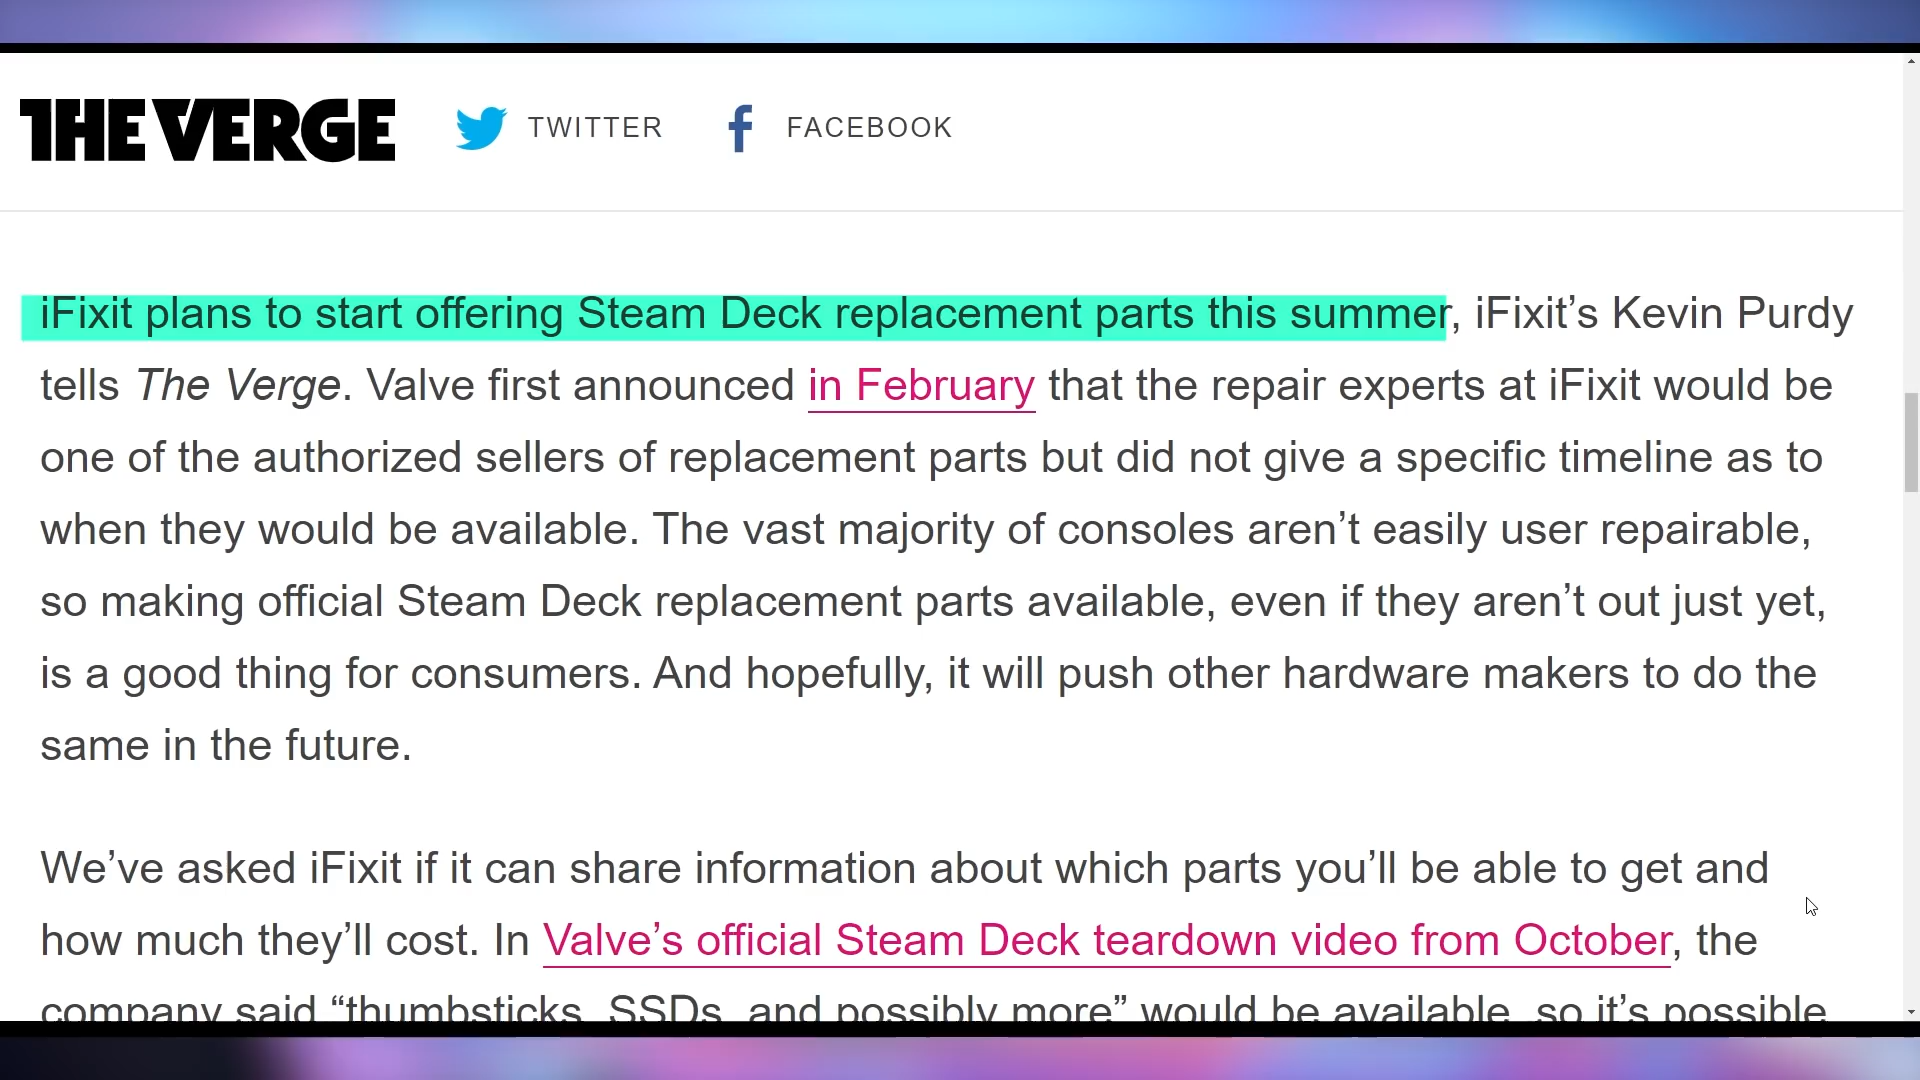 THE VERGE
TWITTER
FACEBOOK
iFixit plans to start offering Steam Deck replacement parts this summer, iFixit’s Kevin Purdy
tells The Verge. Valve first announced in February that the repair experts at iFixit would be
one of the authorized sellers of replacement parts but did not give a specific timeline as to
when they would be available. The vast majority of consoles aren’t easily user repairable,
so making official Steam Deck replacement parts available, even if they aren’t out just yet,
is a good thing for consumers. And hopefully, it will push other hardware makers to do the
same in the future.
We’ve asked iFixit if it can share information about which parts you’ll be able to get and
how much they’ll cost. In Valve’s official Steam Deck teardown video from October, the
company said “thumbsticks, SSDs, and possibly more” would be available, so it’s possible